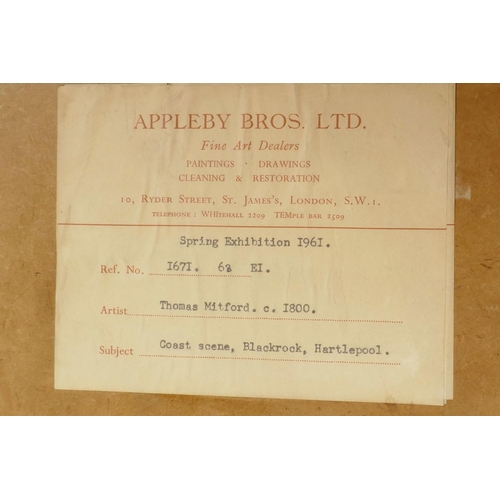 APPLEBY BROS. LTD.
Fine Art Dealers
PAINTINGS · DRAWINGS
CLEANING & RESTORATION
10, RYDER STREET, ST. JAMES'S, LONDON, S.W.1.
TELEPHONE : WHITEHALL 2209 TEMPLE BAR 2509
Spring Exhibition 1961.
Ref. No. 1671. EI.
Artist Thomas Mitford. c. 1800.
Subject Coast scene, Blackrock, Hartlepool.